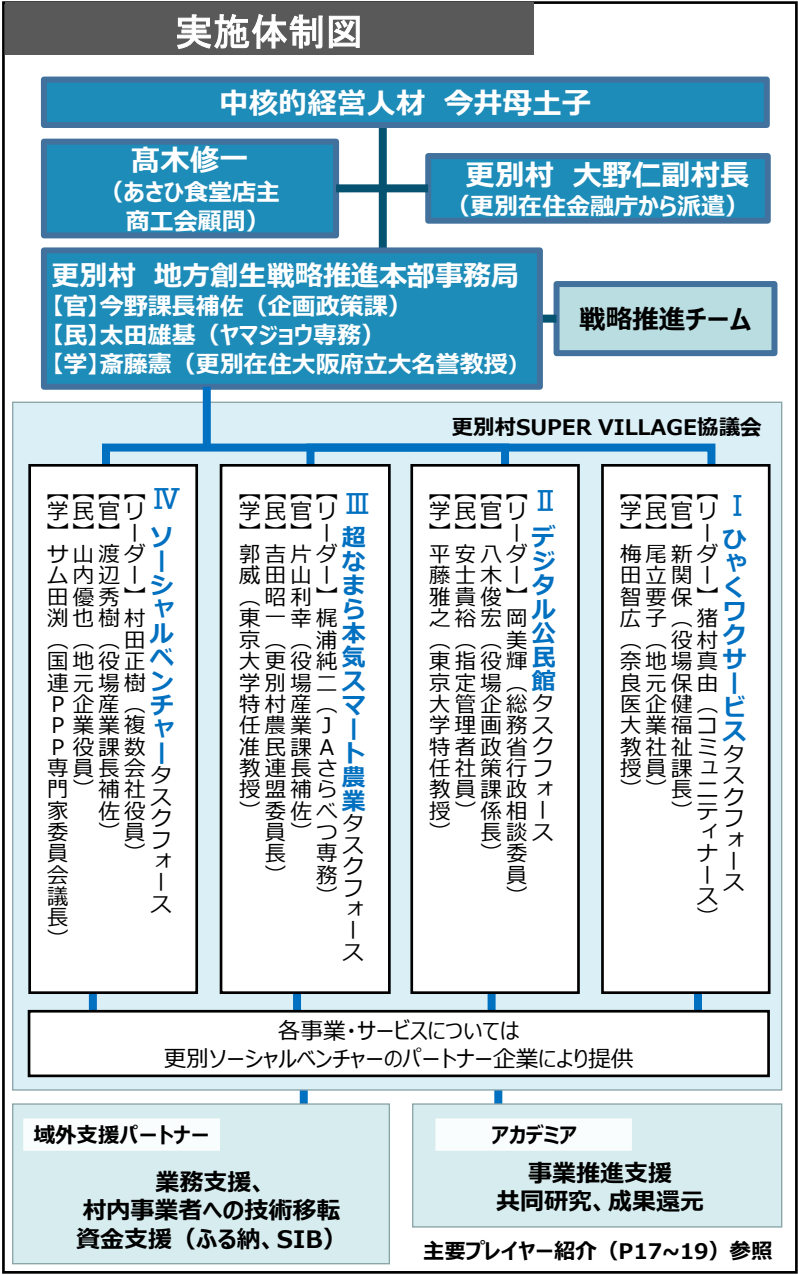 実施体制図
中核的経営人材 今井母土子
髙木修一
（あさひ食堂店主
商工会顧問）
更別村 大野仁副村長
（更別在住金融庁から派遣）
更別村 地方創生戦略推進本部事務局
【官】今野課長補佐（企画政策課）
【民】太田雄基（ヤマジョウ専務）
【学】斎藤憲（更別在住大阪府立大名誉教授）
戦略推進チーム
更別村SUPER VILLAGE協議会
Ⅰ ひゃくワクサービスタスクフォース
【リーダー】猪村真由（コミュニティナース）
【官】新関保（役場保健福祉課長）
【民】尾立要子（地元企業社員）
【学】梅田智広（奈良医大教授）
Ⅱ デジタル公民館タスクフォース
【リーダー】岡美輝（総務省行政相談委員）
【官】八木俊宏（役場企画政策課係長）
【民】安士貴裕（指定管理者社員）
【学】平藤雅之（東京大学特任教授）
Ⅲ 超なまら本気スマート農業タスクフォース
【リーダー】梶浦純二（JAさらべつ専務）
【官】片山利幸（役場産業課長補佐）
【民】吉田昭一（更別村農民連盟委員長）
【学】郭威（東京大学特任准教授）
Ⅳ ソーシャルベンチャータスクフォース
【リーダー】村田正樹（複数会社役員）
【官】渡辺秀樹（役場産業課長補佐）
【民】山内優也（地元企業役員）
【学】サム田渕（国連PPP専門家委員会議長）
各事業・サービスについては
更別ソーシャルベンチャーのパートナー企業により提供
域外支援パートナー
業務支援、
村内事業者への技術移転
資金支援（ふる納、SIB）
アカデミア
事業推進支援
共同研究、成果還元
主要プレイヤー紹介（P17~19）参照